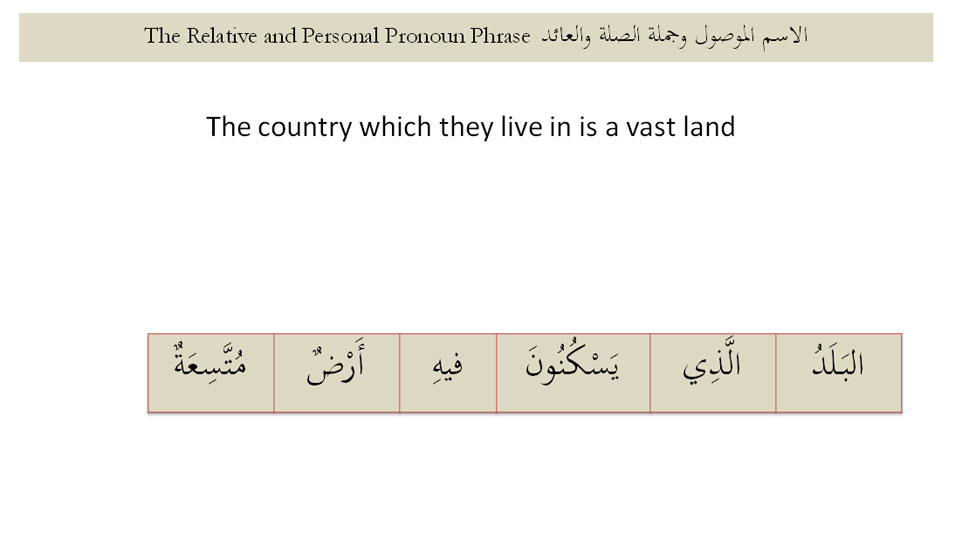 The Relative and Personal Pronoun Phrase الاسم الموصول وجملة الصلة والعائد
The country which they live in is a vast land
البَلَدُ الَّذِي يَسْكُنُونَ فيهِ أَرْضٌ مُتَّسِعَةٌ